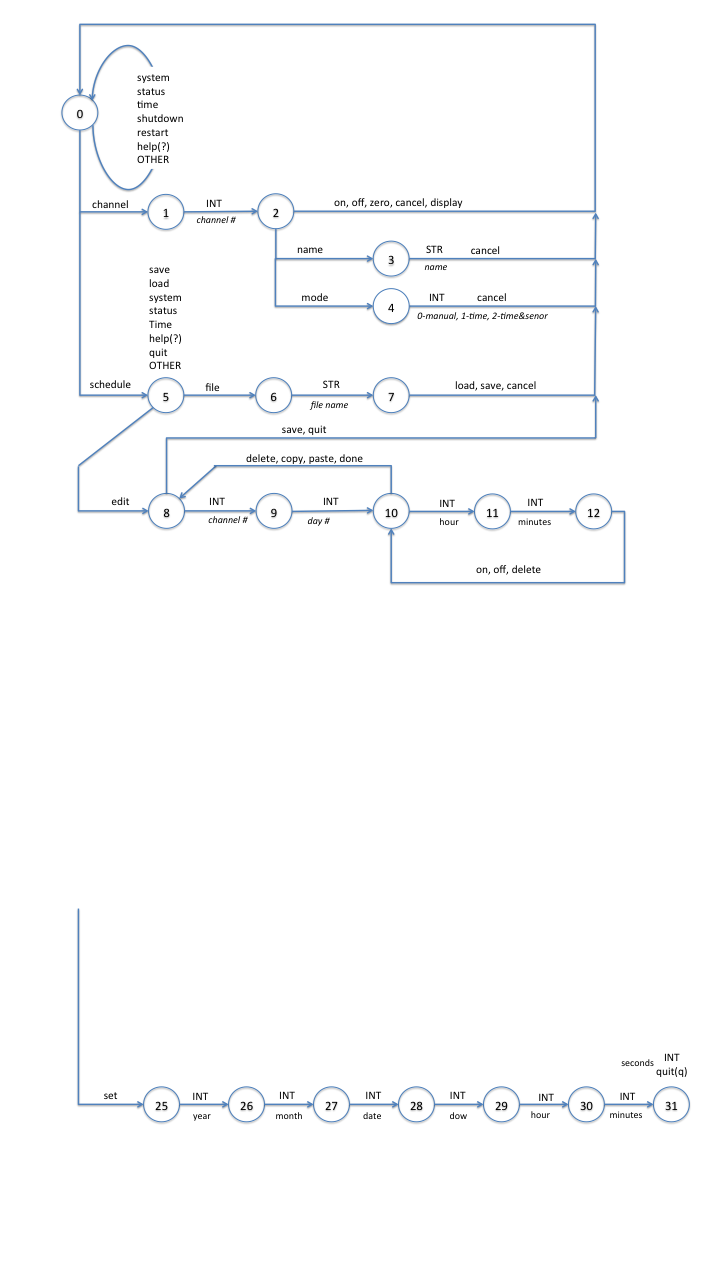 system
status
time
shutdown
restart
help(?)
OTHER
0
channel
1
INT
channel #
2
on, off, zero, cancel, display
name
3
STR
cancel
name
mode
4
INT
cancel
0-manual, 1-time, 2-time&senor
save
load
system
status
Time
help(?)
quit
OTHER
schedule
5
file
6
STR
file name
7
load, save, cancel
save, quit
delete, copy, paste, done
edit
8
INT
channel #
9
INT
day #
10
INT
hour
11
INT
minutes
12
on, off, delete
seconds INT
quit(q)
set
25
INT
year
26
INT
month
27
INT
date
28
INT
dow
29
INT
hour
30
INT
minutes
31